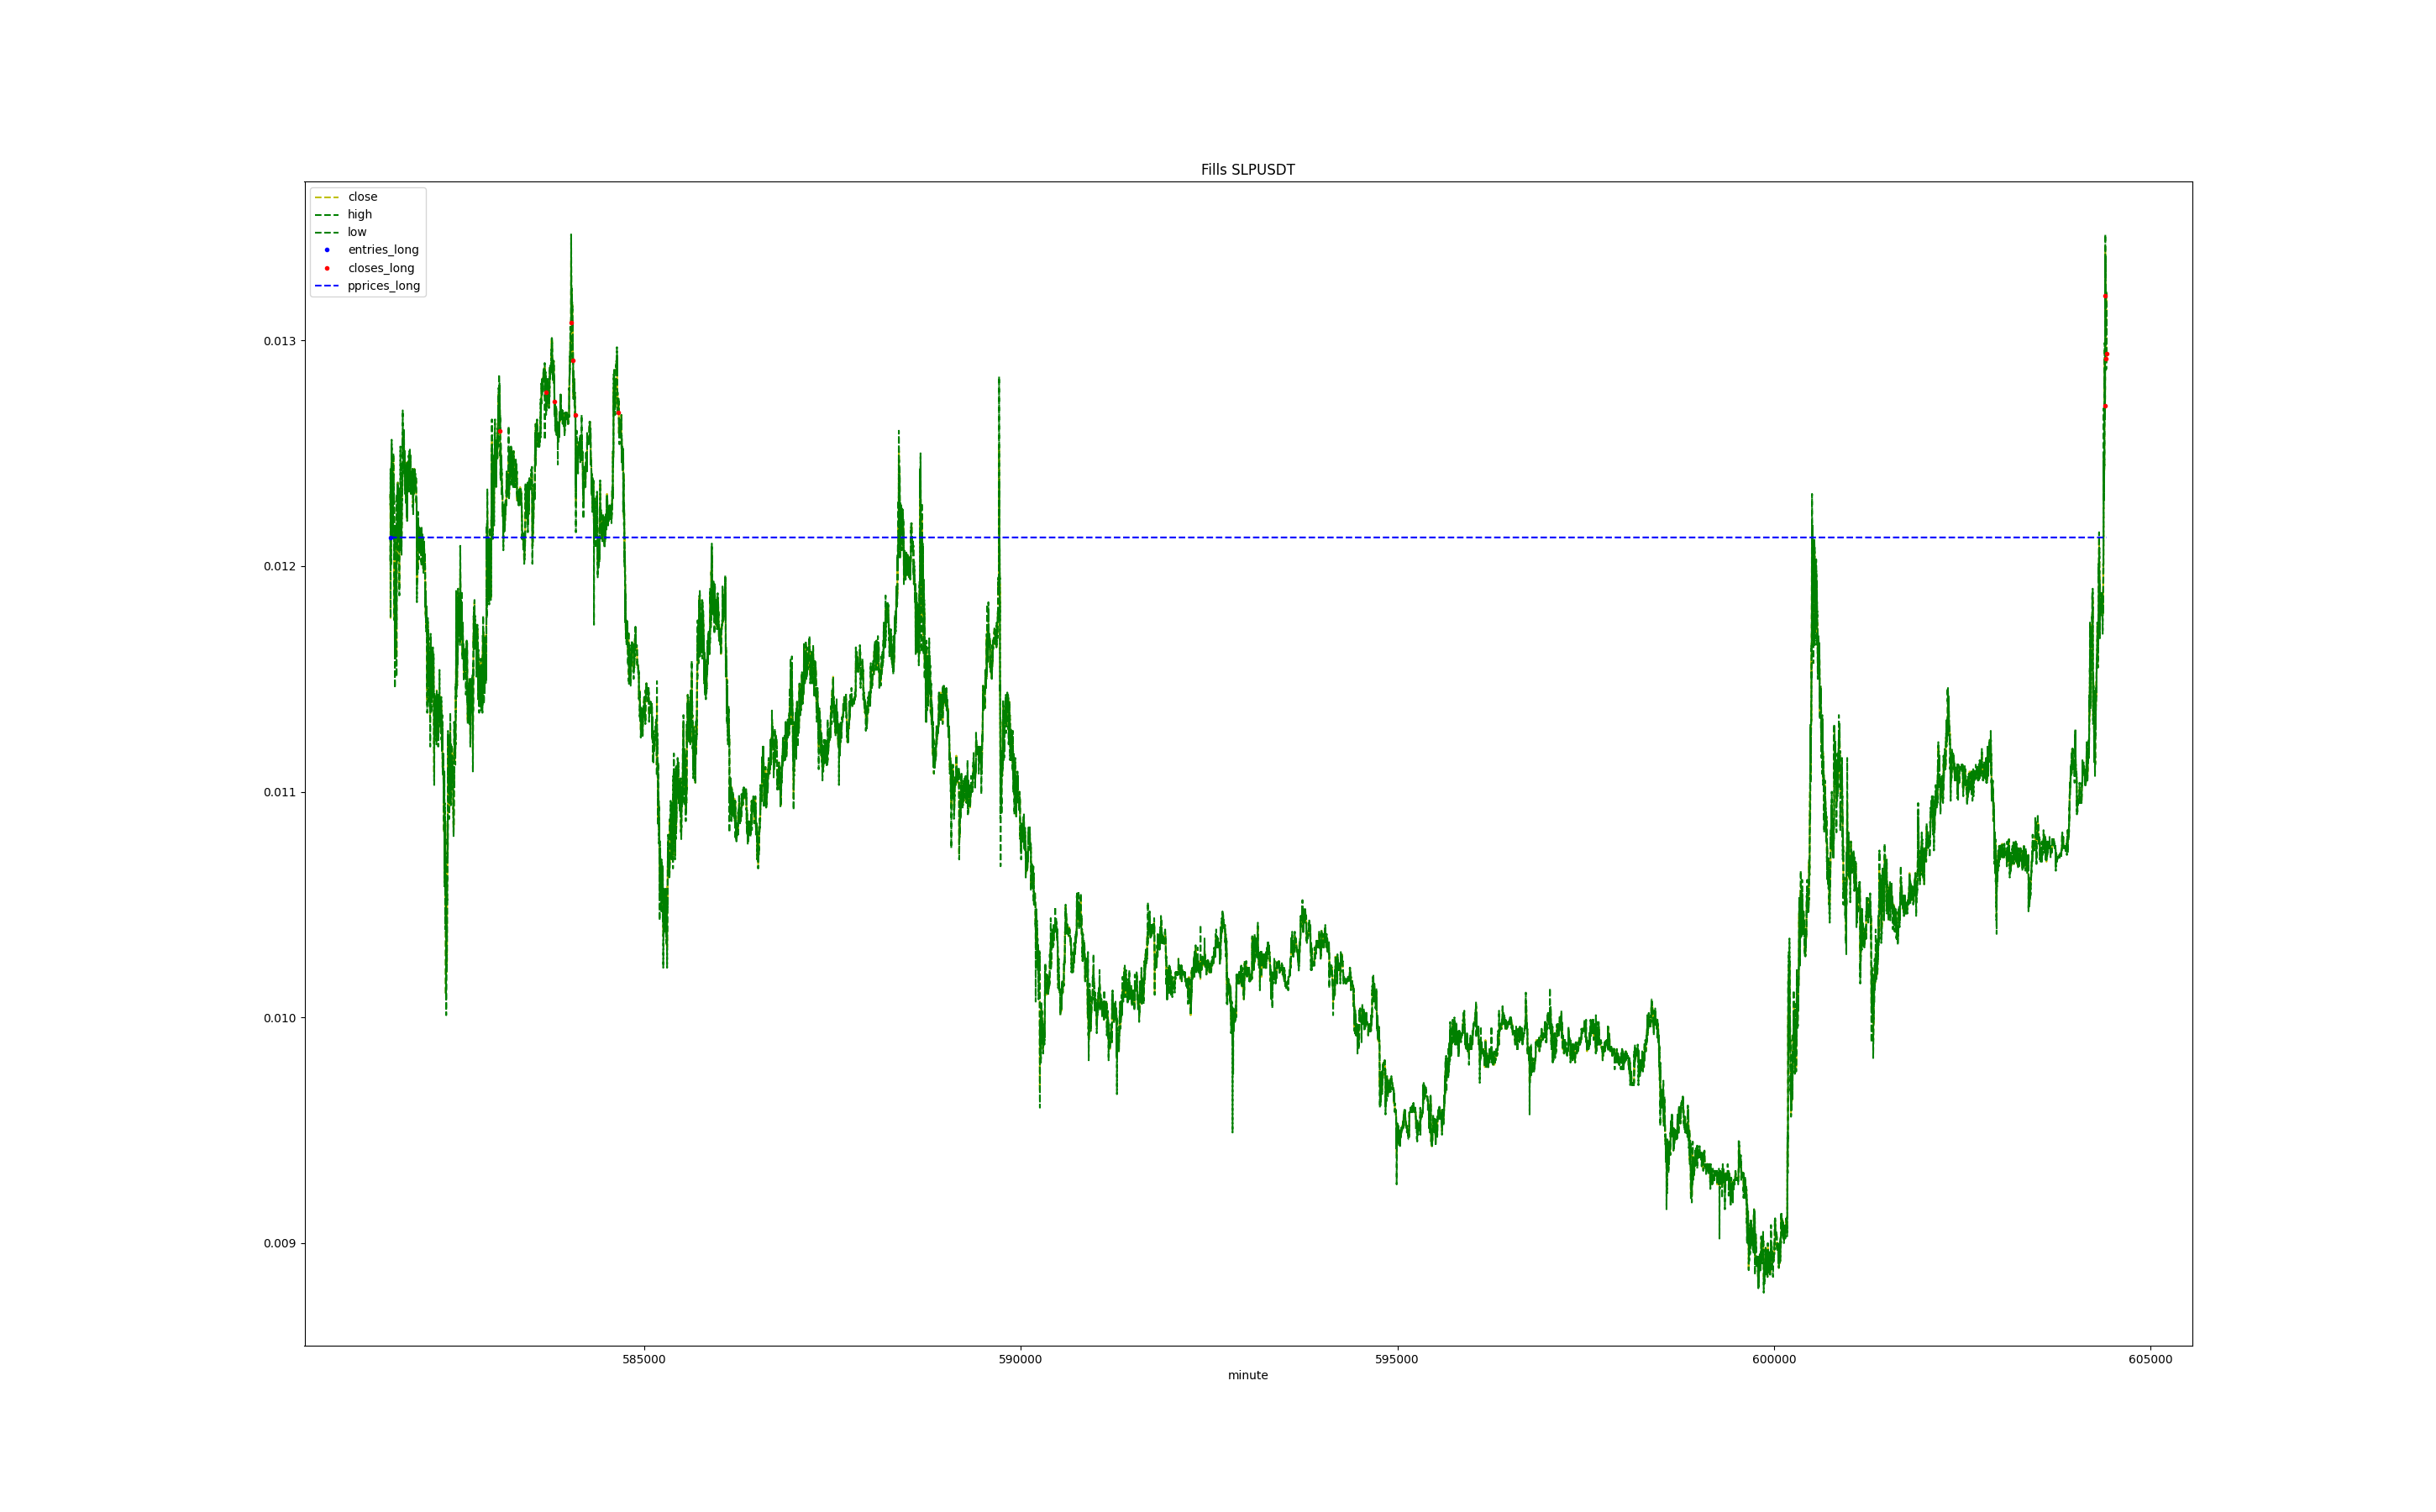 Fills SLPUSDT
close
high
low
entries_long
closes_long
pprices_long
0.013
0.012
0.011
0.010
0.009
585000 590000 595000 600000 605000
minute